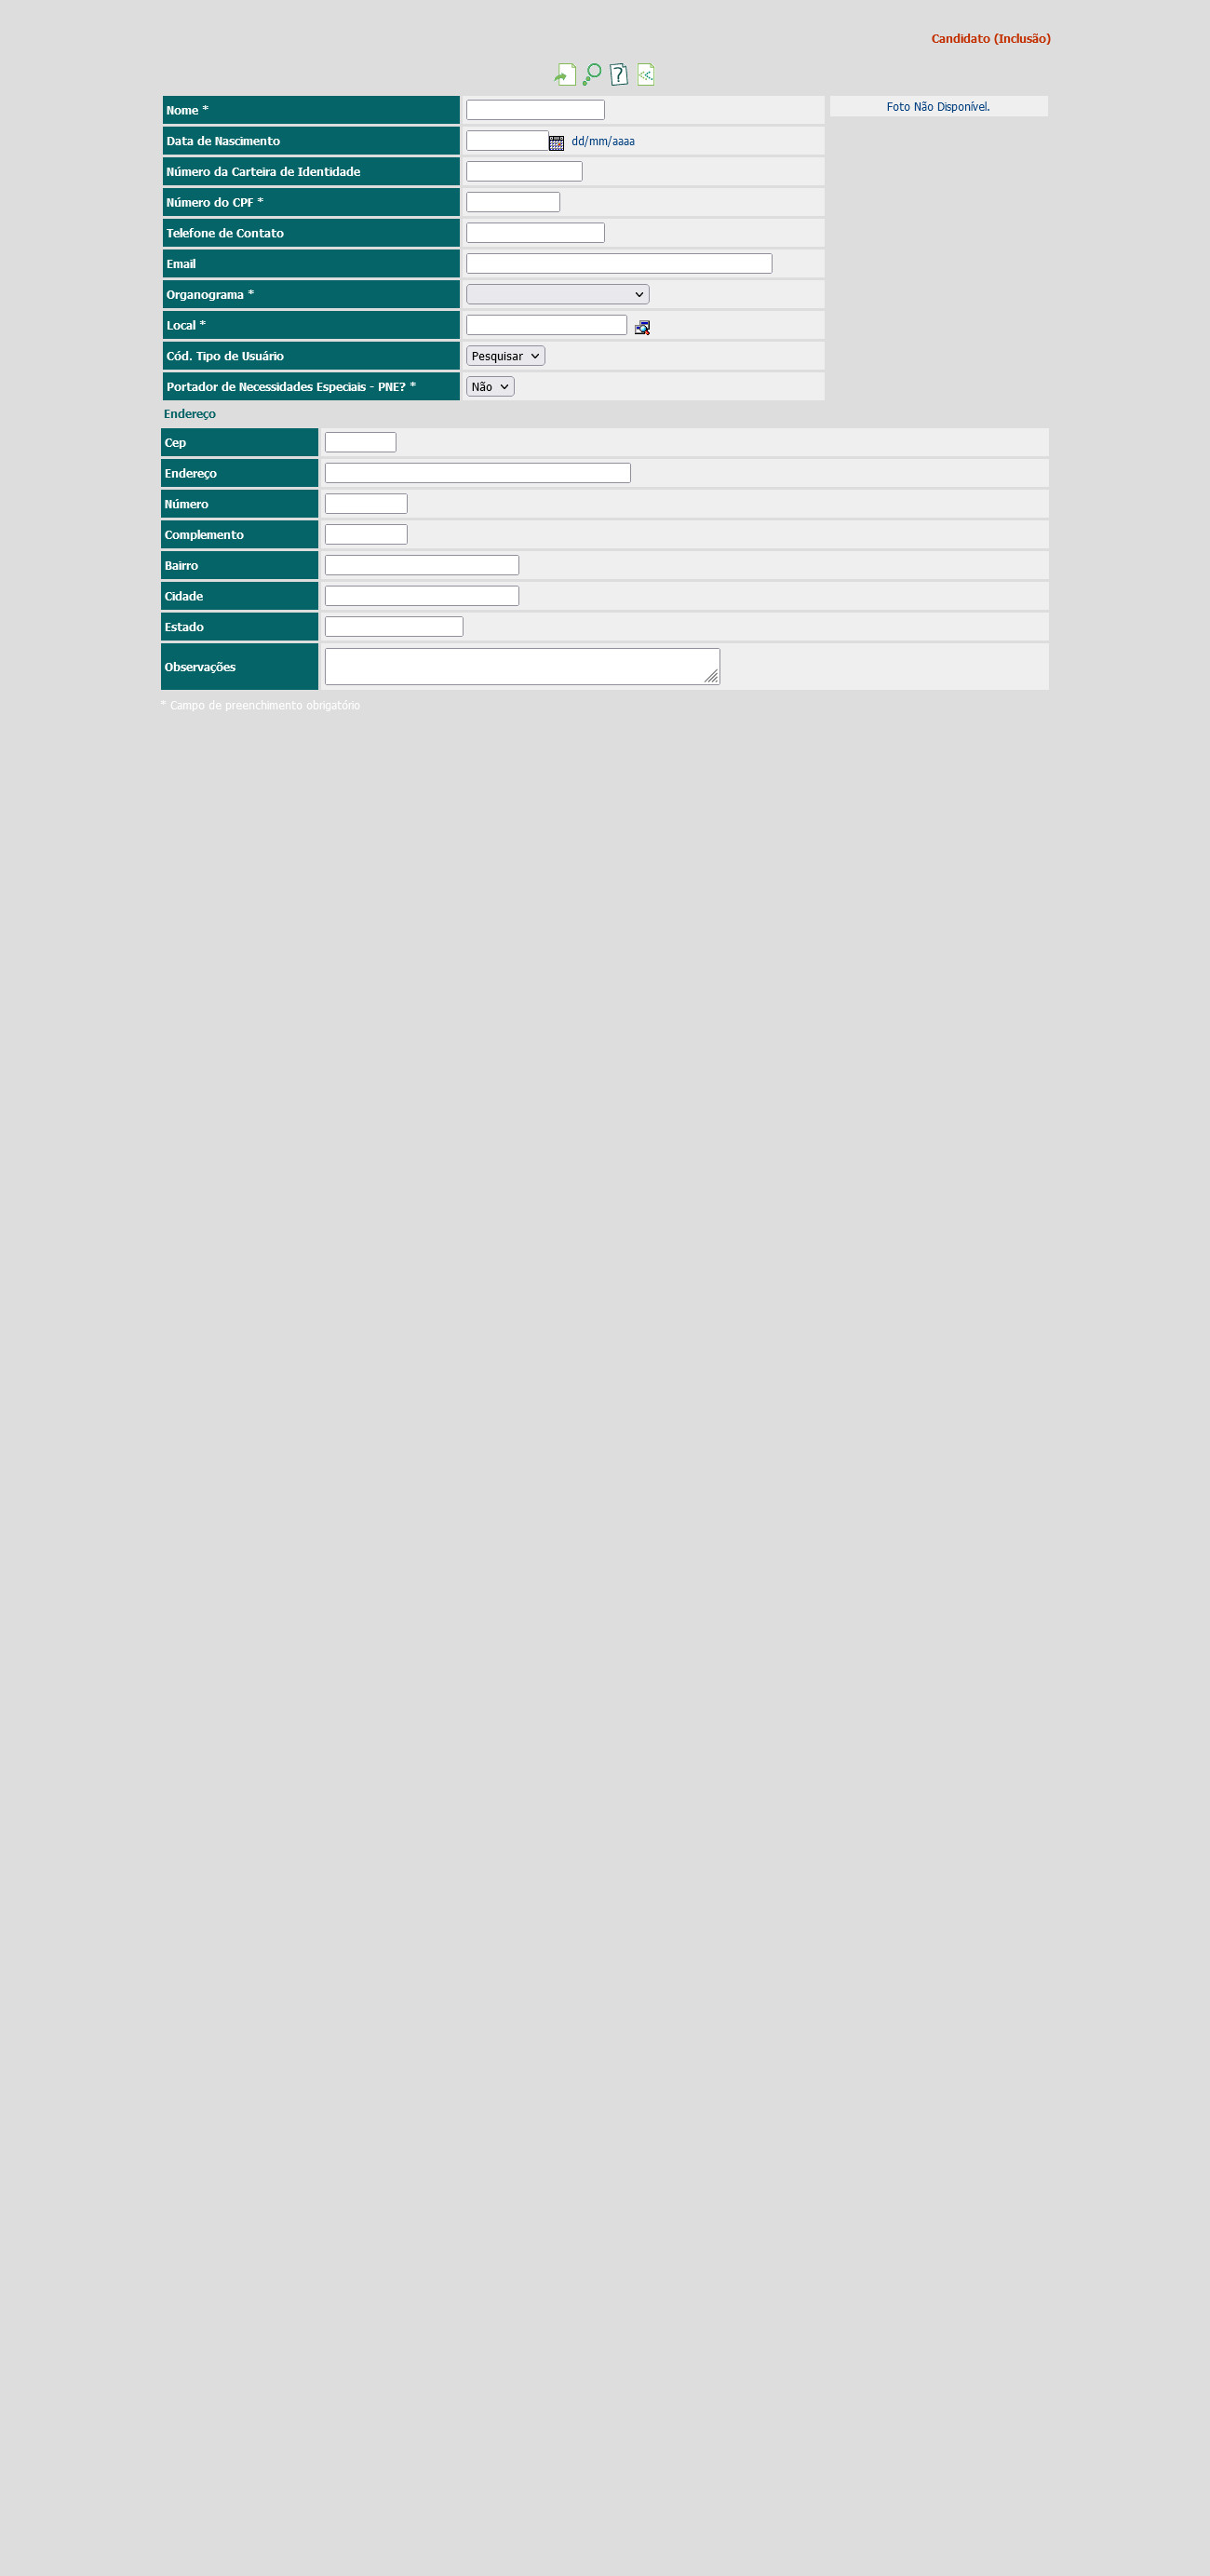 Candidato (Inclusão)
Nome *
Foto Não Disponível.
Data de Nascimento
dd/mm/aaaa
Número da Carteira de Identidade
Número do CPF *
Telefone de Contato
Email
Organograma *
Local *
Cód. Tipo de Usuário
Pesquisar
Portador de Necessidades Especiais - PNE? *
Não
Endereço
Cep
Endereço
Número
Complemento
Bairro
Cidade
Estado
Observações
* Campo de preenchimento obrigatório